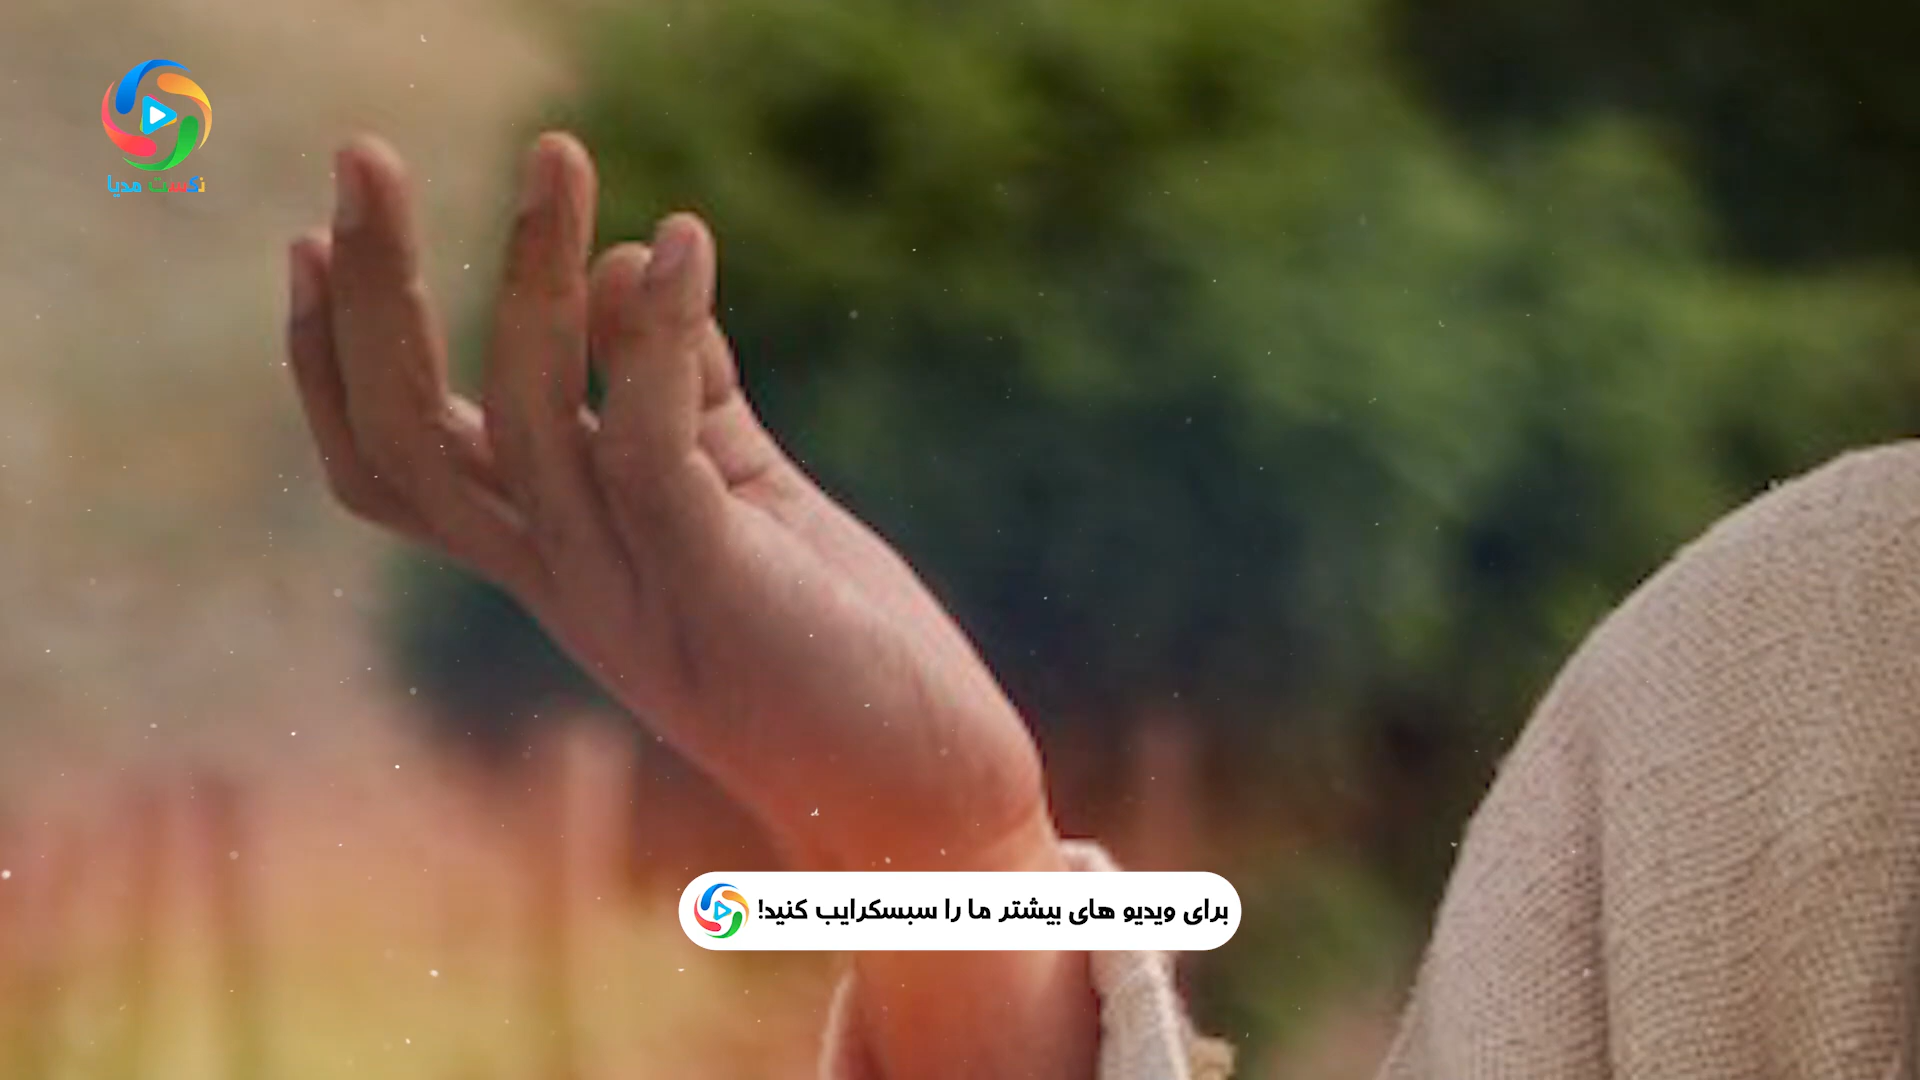 نکست مدیا
برای ویدیو های بیشتر ما را سبسکرایب کنید!